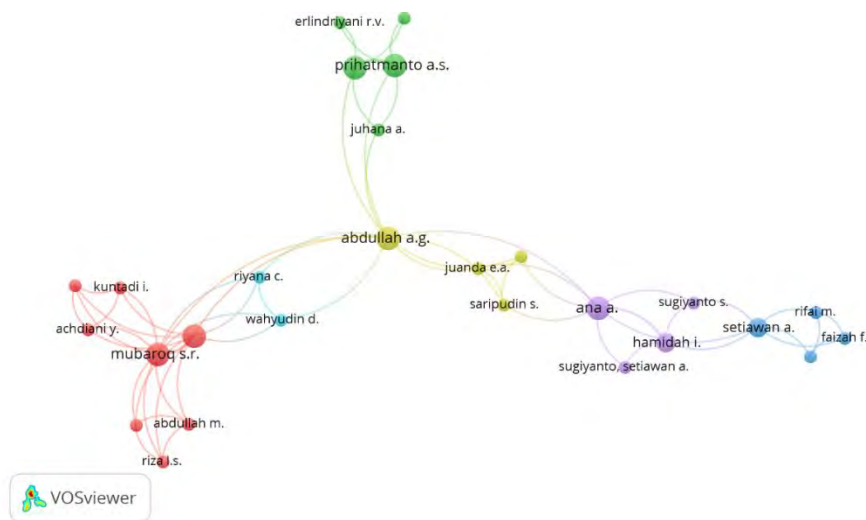 erlindriyani r.v.
prihatmanto a.s.
juhana a.
abdullah a.g.
riyana c.
juanda e.a.
kuntadi i.
saripudin s.
sugiyanto s.
ana a.
rifai m.
achdiani y.
wahyudin d.
setiawan a.
faizah f.
hamidah i.
mubaroq s.r.
sugiyanto, setiawan a.
abdullah m.
riza l.s.
VOSviewer